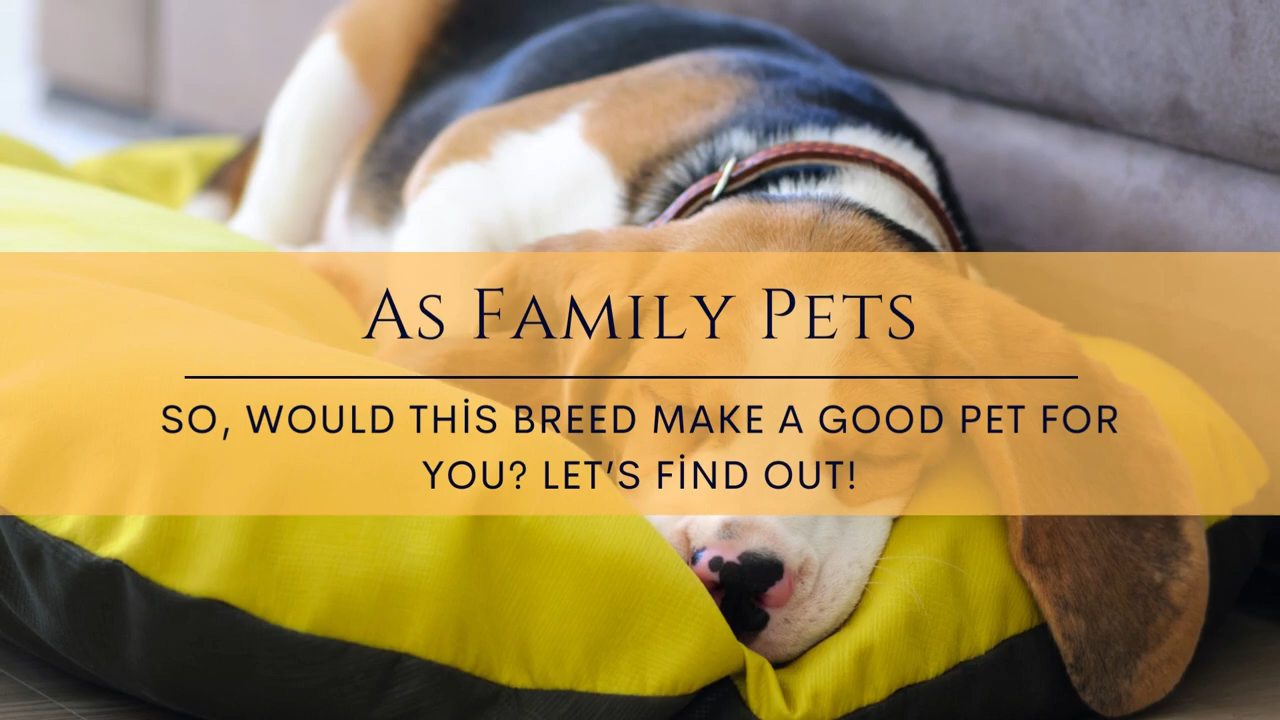 As Family Pets
SO, WOULD THİS BREED MAKE A GOOD PET FOR
YOU? LET’S FİND OUT!